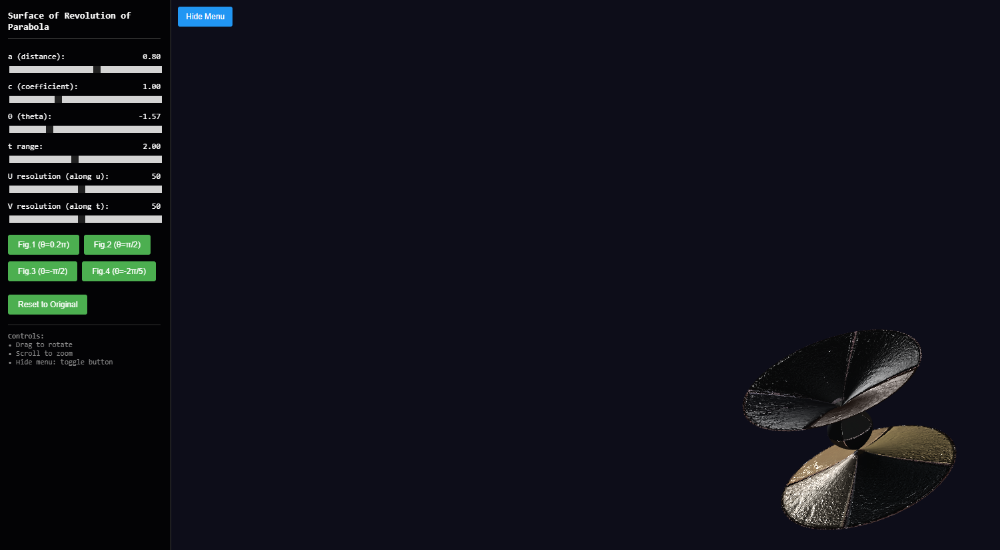 Surface of Revolution of
Parabola
Hide Menu
a (distance): 0.80
c (coefficient): 1.00
θ (theta): -1.57
t range: 2.00
U resolution (along u): 50
V resolution (along t): 50
Fig.1 (θ=0.2π) Fig.2 (θ=π/2)
Fig.3 (θ=-π/2) Fig.4 (θ=-2π/5)
Reset to Original
Controls:
• Drag to rotate
• Scroll to zoom
• Hide menu: toggle button